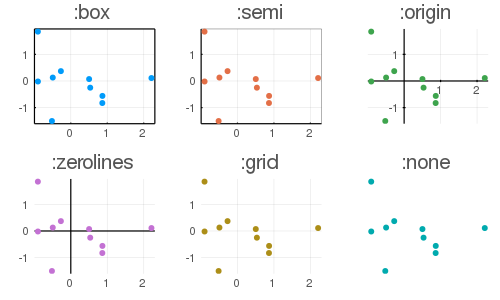 :box :semi :origin
1 1 1
0 0 0
-1 -1 -1
0 1 2 0 1 2 1 2
:zerolines :grid :none
1 1
0 0
-1 -1
0 1 2 0 1 2